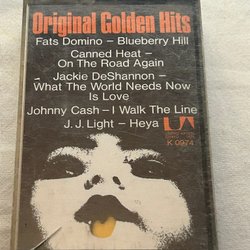 Original Golden Hits
Fats Domino – Blueberry Hill
Canned Heat –
On The Road Again
Jackie DeShannon –
What The World Needs Now
Is Love
Johnny Cash – I Walk The Line
J. J. Light – Heya
K 0974